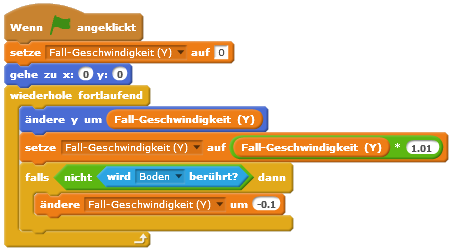 Wenn angeklickt
setze Fall-Geschwindigkeit (Y) auf 0
gehe zu x: 0 y: 0
wiederhole fortlaufend
ändere y um Fall-Geschwindigkeit (Y)
setze Fall-Geschwindigkeit (Y) auf Fall-Geschwindigkeit (Y) * 1.01
falls nicht wird Boden berührt? dann
ändere Fall-Geschwindigkeit (Y) um -0.1